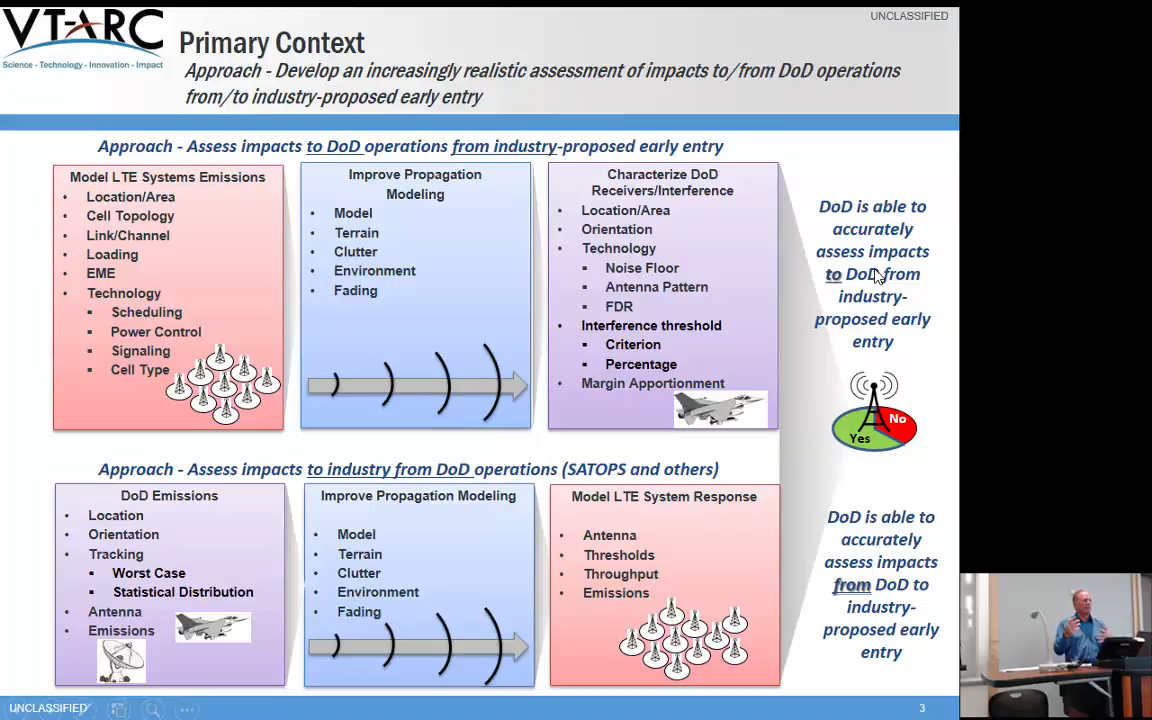 VT-ARC
Science - Technology - Innovation - Impact
UNCLASSIFIED
Primary Context
Approach - Develop an increasingly realistic assessment of impacts to/from DoD operations
from/to industry-proposed early entry
Approach - Assess impacts to DoD operations from industry-proposed early entry
Model LTE Systems Emissions
• Location/Area
• Cell Topology
• Link/Channel
• Loading
• EME
• Technology
▪ Scheduling
▪ Power Control
▪ Signaling
▪ Cell Type
Improve Propagation
Modeling
• Model
• Terrain
• Clutter
• Environment
• Fading
Characterize DoD
Receivers/Interference
• Location/Area
• Orientation
• Technology
▪ Noise Floor
▪ Antenna Pattern
▪ FDR
• Interference threshold
▪ Criterion
▪ Percentage
• Margin Apportionment
DoD is able to
accurately
assess impacts
to DoD from
industry-
proposed early
entry
No
Yes
Approach - Assess impacts to industry from DoD operations (SATOPS and others)
DoD Emissions
• Location
• Orientation
• Tracking
▪ Worst Case
▪ Statistical Distribution
• Antenna
• Emissions
Improve Propagation Modeling
• Model
• Terrain
• Clutter
• Environment
• Fading
Model LTE System Response
• Antenna
• Thresholds
• Throughput
• Emissions
DoD is able to
accurately
assess impacts
from DoD to
industry-
proposed early
entry
UNCLASSIFIED
3